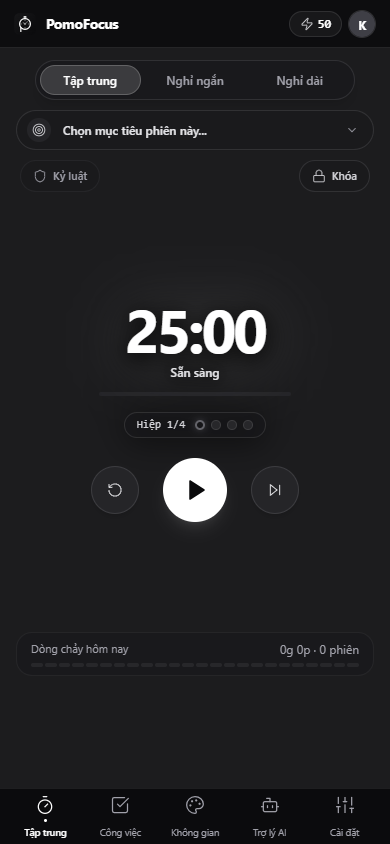 PomoFocus
50
K
Tập trung
Nghỉ ngắn
Nghỉ dài
Chọn mục tiêu phiên này...
Kỷ luật
Khóa
25:00
Sẵn sàng
Hiệp 1/4
Dòng chảy hôm nay
0g 0p · 0 phiên
Tập trung
Công việc
Không gian
Trợ lý AI
Cài đặt